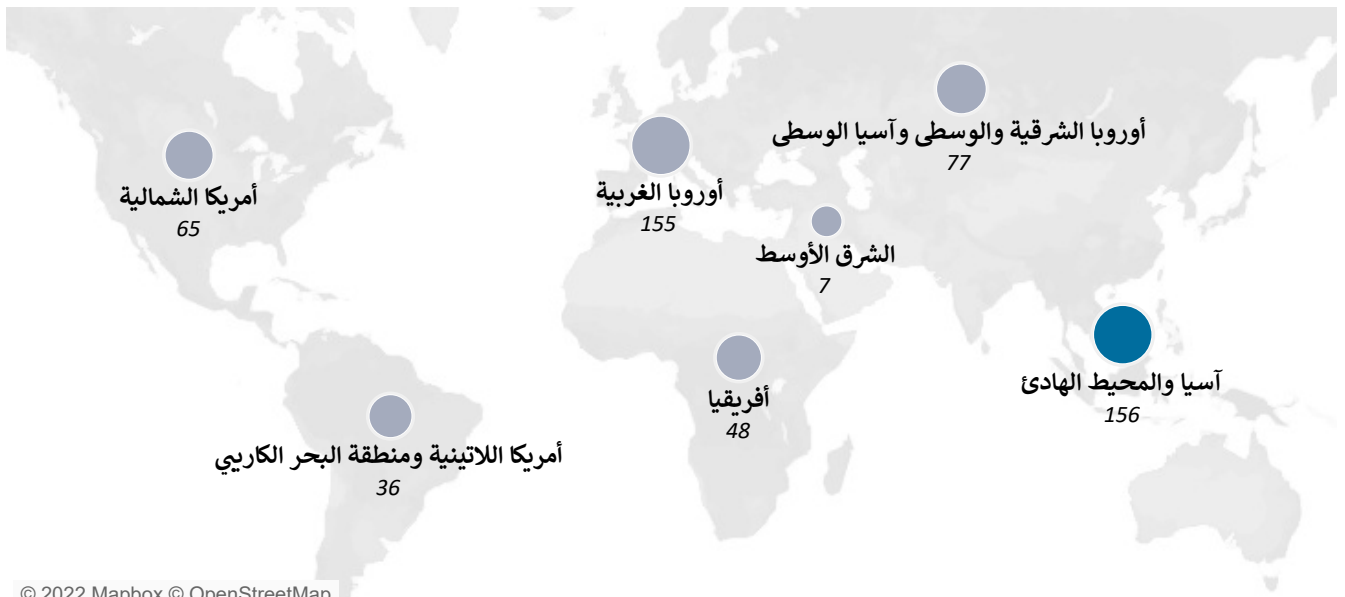 أوروبا الشرقية والوسطى وآسيا الوسطى
77
أمريكا الشمالية
65
أوروبا الغربية
155
الشرق الأوسط
7
آسيا والمحيط الهادئ
156
أفريقيا
48
أمريكا اللاتينية ومنطقة البحر الكاريبي
36
© 2022 Mapbox © OpenStreetMap